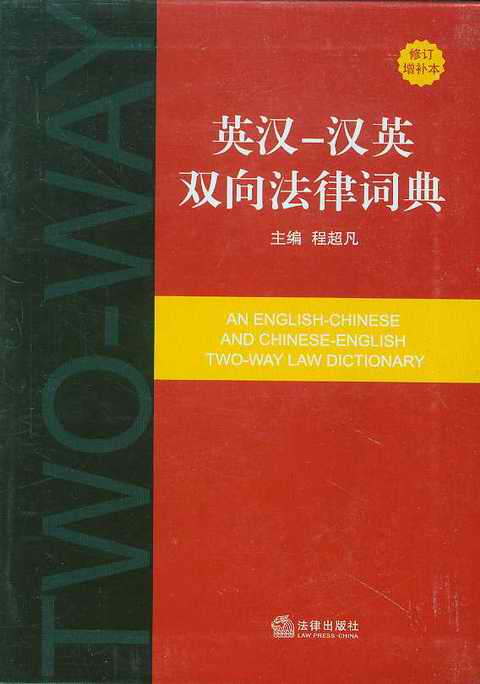 修订
增补本
英汉－汉英
双向法律词典
主编 程超凡
AN ENGLISH-CHINESE
AND CHINESE-ENGLISH
TWO-WAY LAW DICTIONARY
TWO-WAY
法律出版社
LAW PRESS·CHINA